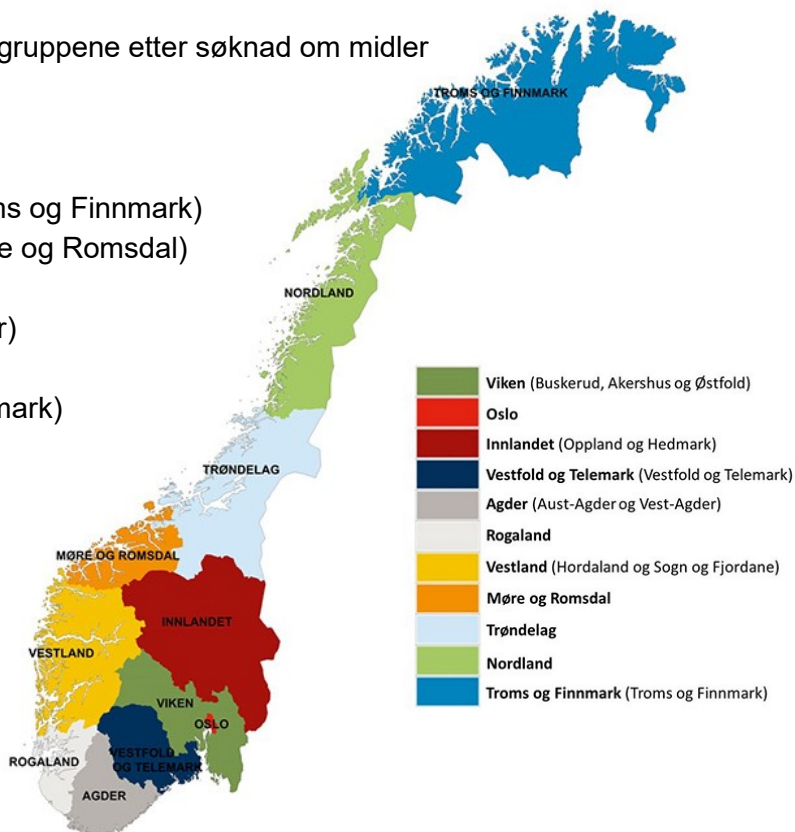 gruppene etter søknad om midler
ns og Finnmark)
e og Romsdal)
r)
mark)
TROMS OG FINNMARK
NORDLAND
TRØNDELAG
MØRE OG ROMSDAL
INNLANDET
VESTLAND
VIKEN
OSLO
ROGALAND
VESTFOLD
OG TELEMARK
AGDER
Viken (Buskerud, Akershus og Østfold)
Oslo
Innlandet (Oppland og Hedmark)
Vestfold og Telemark (Vestfold og Telemark)
Agder (Aust-Agder og Vest-Agder)
Rogaland
Vestland (Hordaland og Sogn og Fjordane)
Møre og Romsdal
Trøndelag
Nordland
Troms og Finnmark (Troms og Finnmark)